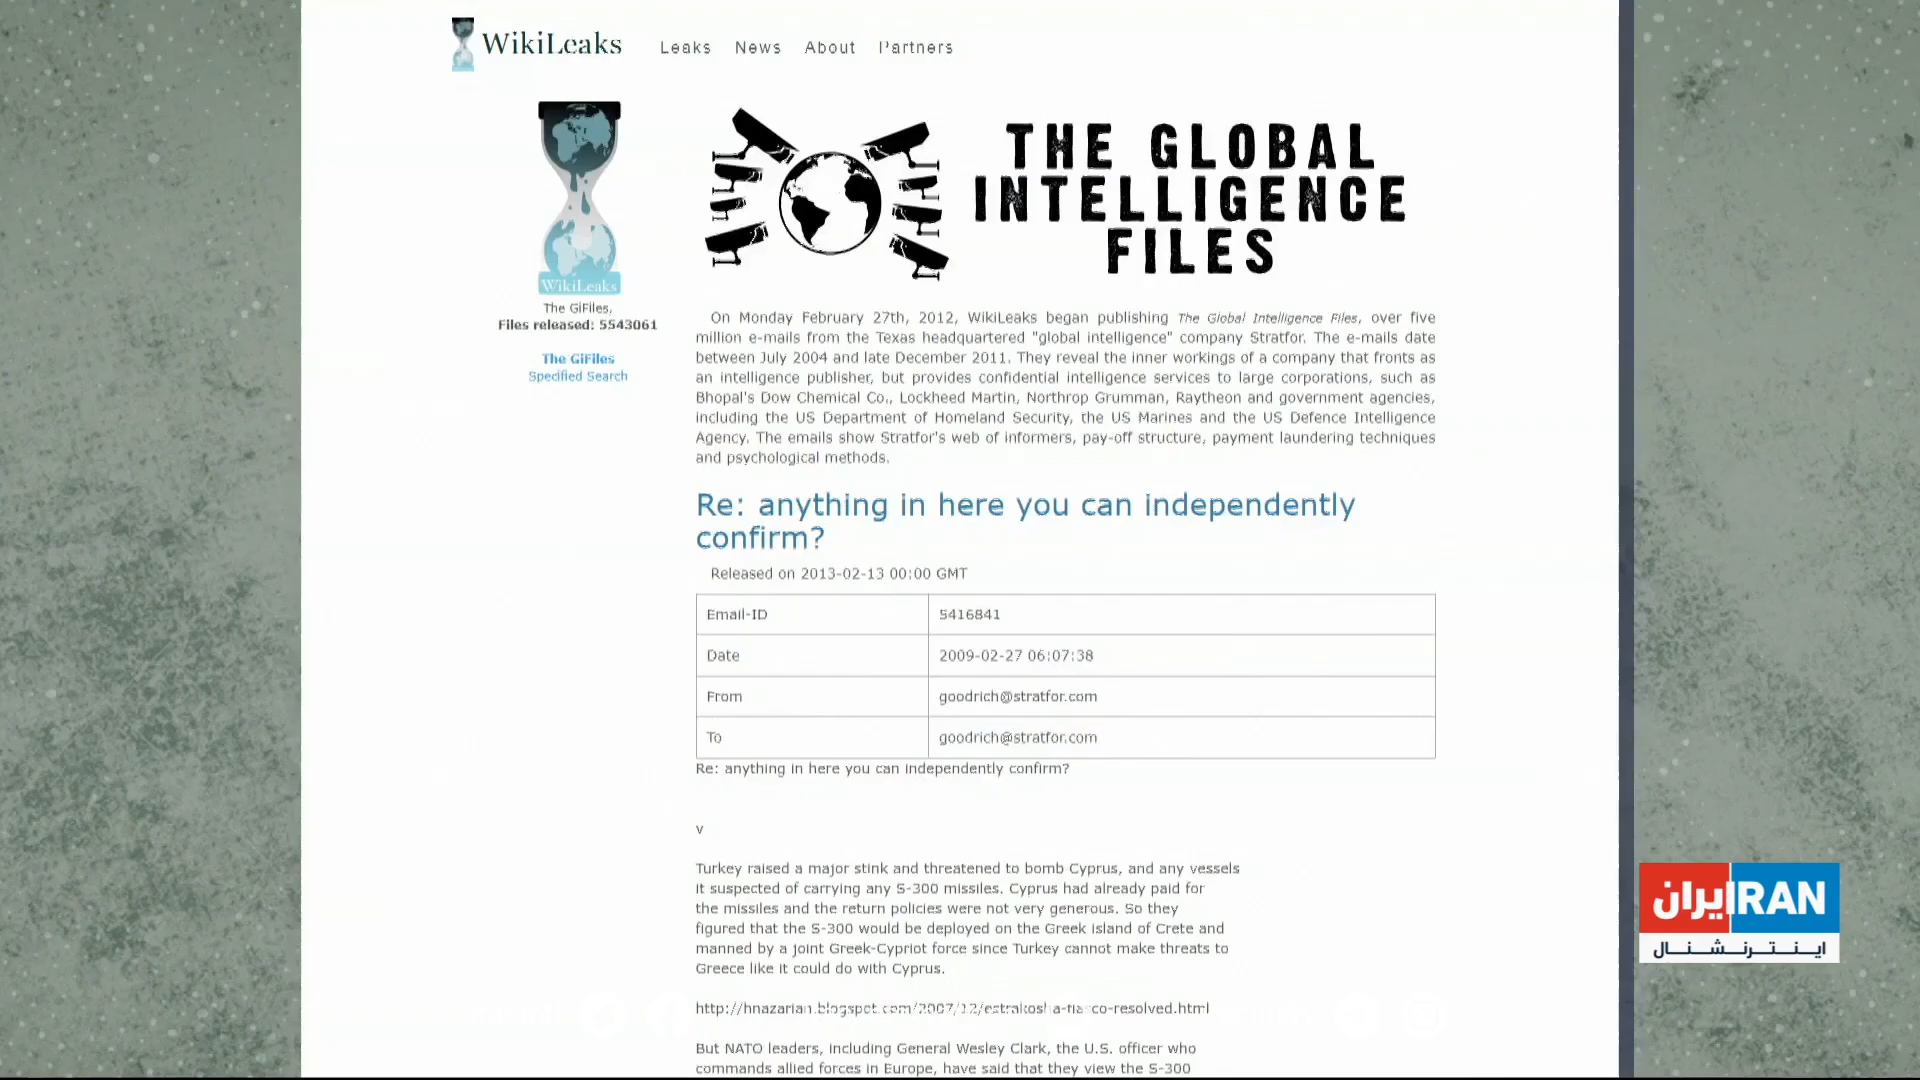 WikiLeaks
Leaks News About Partners
WikiLeaks
The GiFiles,
Files released: 5543061
The GiFiles
Specified Search
THE GLOBAL
INTELLIGENCE
FILES
On Monday February 27th, 2012, WikiLeaks began publishing The Global Intelligence Files, over five
million e-mails from the Texas headquartered "global intelligence" company Stratfor. The e-mails date
between July 2004 and late December 2011. They reveal the inner workings of a company that fronts as
an intelligence publisher, but provides confidential intelligence services to large corporations, such as
Bhopal's Dow Chemical Co., Lockheed Martin, Northrop Grumman, Raytheon and government agencies,
including the US Department of Homeland Security, the US Marines and the US Defence Intelligence
Agency. The emails show Stratfor's web of informers, pay-off structure, payment laundering techniques
and psychological methods.
Re: anything in here you can independently
confirm?
Released on 2013-02-13 00:00 GMT
Email-ID 5416841
Date 2009-02-27 06:07:38
From goodrich@stratfor.com
To goodrich@stratfor.com
Re: anything in here you can independently confirm?
v
Turkey raised a major stink and threatened to bomb Cyprus, and any vessels
it suspected of carrying any S-300 missiles. Cyprus had already paid for
the missiles and the return policies were not very generous. So they
figured that the S-300 would be deployed on the Greek island of Crete and
manned by a joint Greek-Cypriot force since Turkey cannot make threats to
Greece like it could do with Cyprus.
http://hnazarian.blogspot.com/2007/12/estrakosha-fiasco-resolved.html
But NATO leaders, including General Wesley Clark, the U.S. officer who
commands allied forces in Europe, have said that they view the S-300
ایران IRAN
اینترنشنال